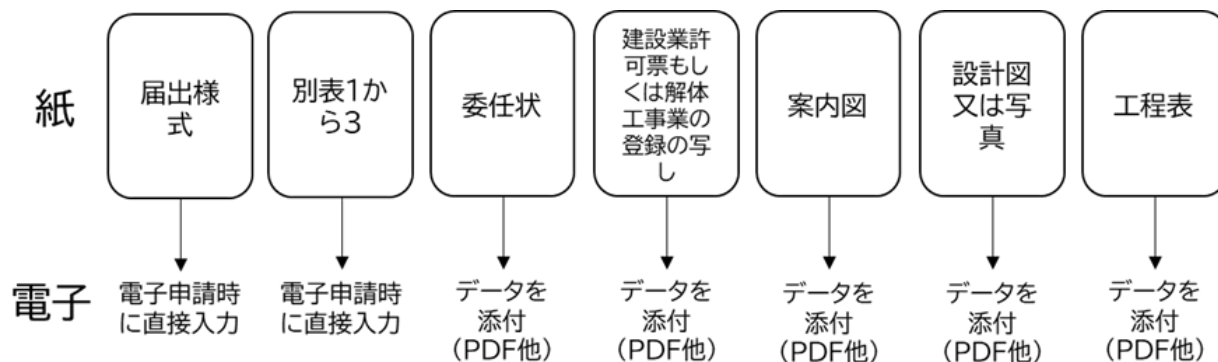 紙
届出様
式
別表1か
ら3
委任状
建設業許
可票もし
くは解体
工事業の
登録の写
し
案内図
設計図
又は写
真
工程表
電子
電子申請時
に直接入力
電子申請時
に直接入力
データを
添付
（PDF他）
データを
添付
（PDF他）
データを
添付
（PDF他）
データを
添付
（PDF他）
データを
添付
（PDF他）